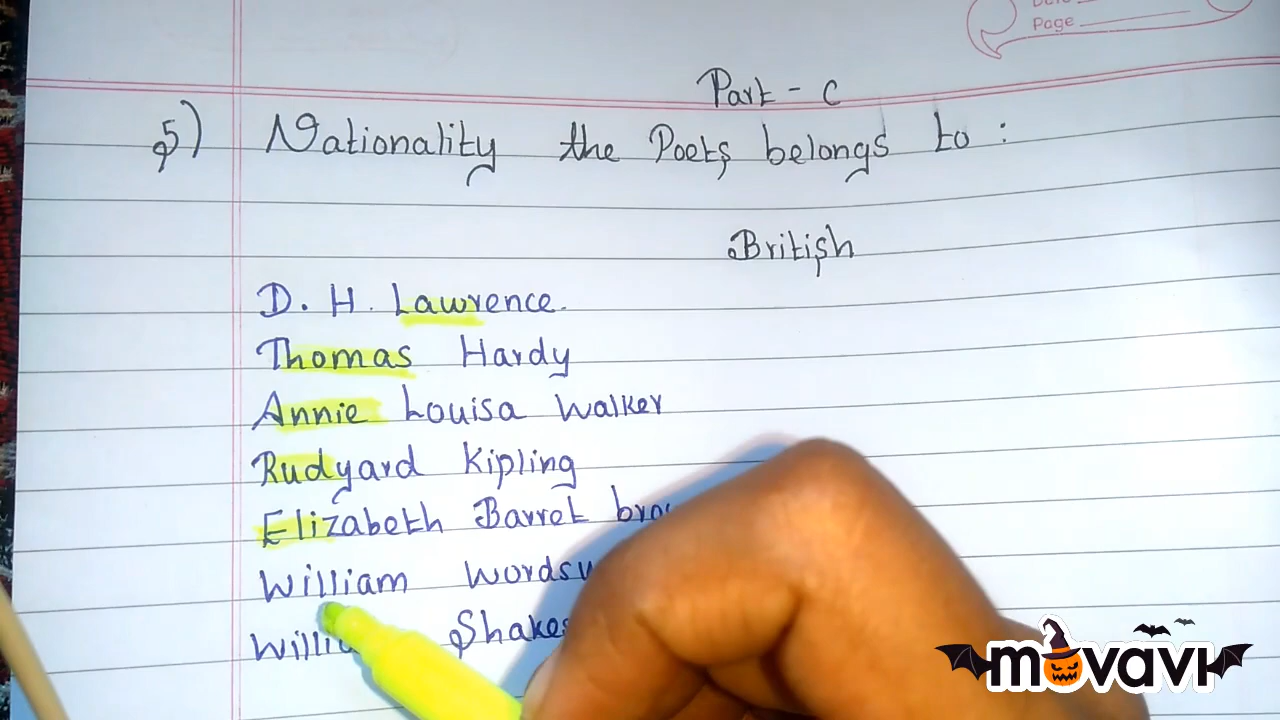 Page
Part - C
5) Nationality the Poets belongs to :
British
D. H. Lawrence.
Thomas Hardy
Annie Louisa Walker
Rudyard Kipling
Elizabeth Barret
William
movavi